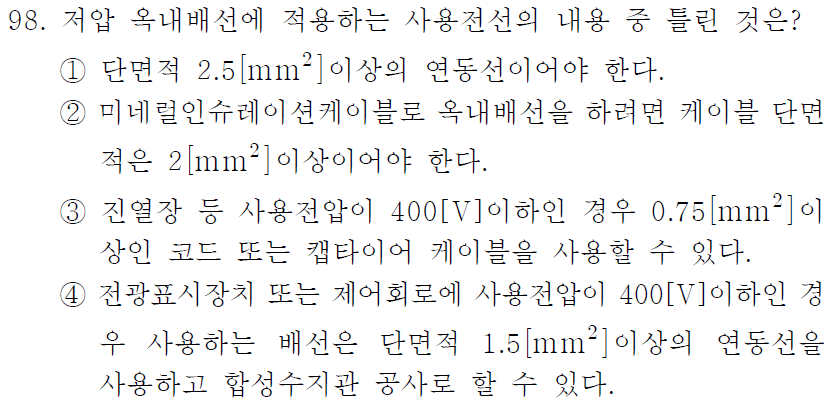 98. 저압 옥내배선에 적용하는 사용전선의 내용 중 틀린 것은?
① 단면적 2.5[mm²]이상의 연동선이어야 한다.
② 미네럴인슈레이션케이블로 옥내배선을 하려면 케이블 단면
적은 2[mm²]이상이어야 한다.
③ 진열장 등 사용전압이 400[V]이하인 경우 0.75[mm²]이
상인 코드 또는 캡타이어 케이블을 사용할 수 있다.
④ 전광표시장치 또는 제어회로에 사용전압이 400[V]이하인 경
우 사용하는 배선은 단면적 1.5[mm²]이상의 연동선을
사용하고 합성수지관 공사로 할 수 있다.